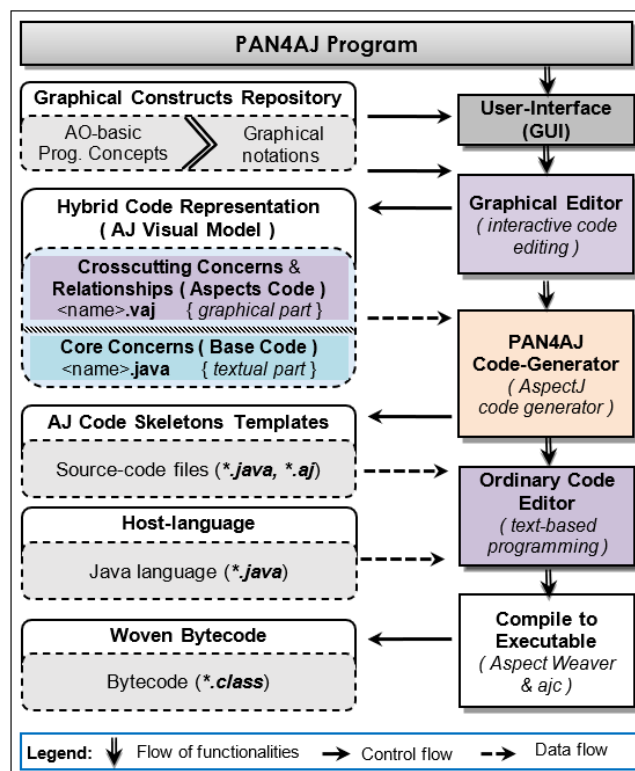 PAN4AJ Program
Graphical Constructs Repository
AO-basic
Prog. Concepts
Graphical
notations
User-Interface
(GUI)
Hybrid Code Representation
( AJ Visual Model )
Crosscutting Concerns &
Relationships ( Aspects Code )
<name>.vaj { graphical part }
Core Concerns ( Base Code )
<name>.java { textual part }
Graphical Editor
( interactive code
editing )
PAN4AJ
Code-Generator
( AspectJ
code generator )
AJ Code Skeletons Templates
Source-code files (*.java, *.aj)
Ordinary Code
Editor
( text-based
programming )
Host-language
Java language (*.java)
Compile to
Executable
( Aspect Weaver
& ajc )
Woven Bytecode
Bytecode (*.class)
Legend: Flow of functionalities Control flow Data flow